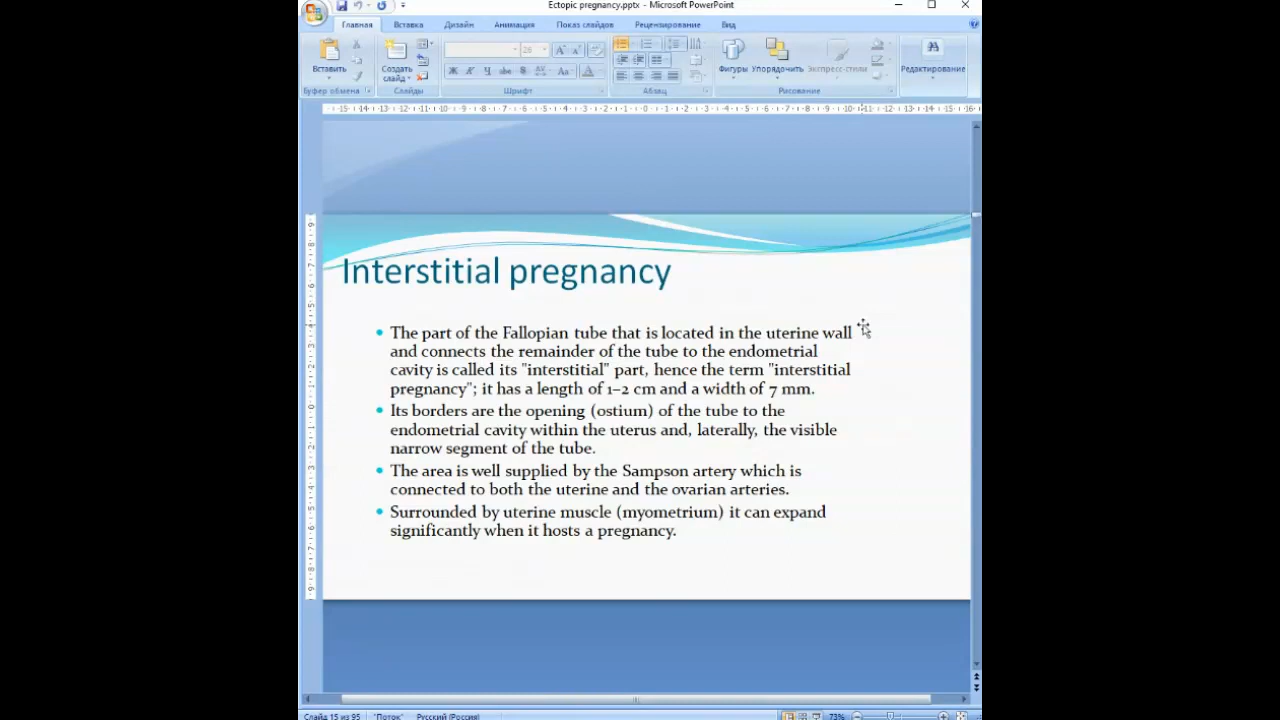 Ectopic pregnancy.pptx - Microsoft PowerPoint
Главная Вставка Дизайн Анимация Показ слайдов Рецензирование Вид
Вставить
Создать слайд
26
Ж К Ч abc S AV Aa A
Фигуры Упорядочить Экспресс-стили Редактирование
Буфер обмена Слайды Шрифт Абзац Рисование
Interstitial pregnancy
• The part of the Fallopian tube that is located in the uterine wall
and connects the remainder of the tube to the endometrial
cavity is called its "interstitial" part, hence the term "interstitial
pregnancy"; it has a length of 1–2 cm and a width of 7 mm.
• Its borders are the opening (ostium) of the tube to the
endometrial cavity within the uterus and, laterally, the visible
narrow segment of the tube.
• The area is well supplied by the Sampson artery which is
connected to both the uterine and the ovarian arteries.
• Surrounded by uterine muscle (myometrium) it can expand
significantly when it hosts a pregnancy.
Слайд 15 из 95 "Поток" Русский (Россия) 73%